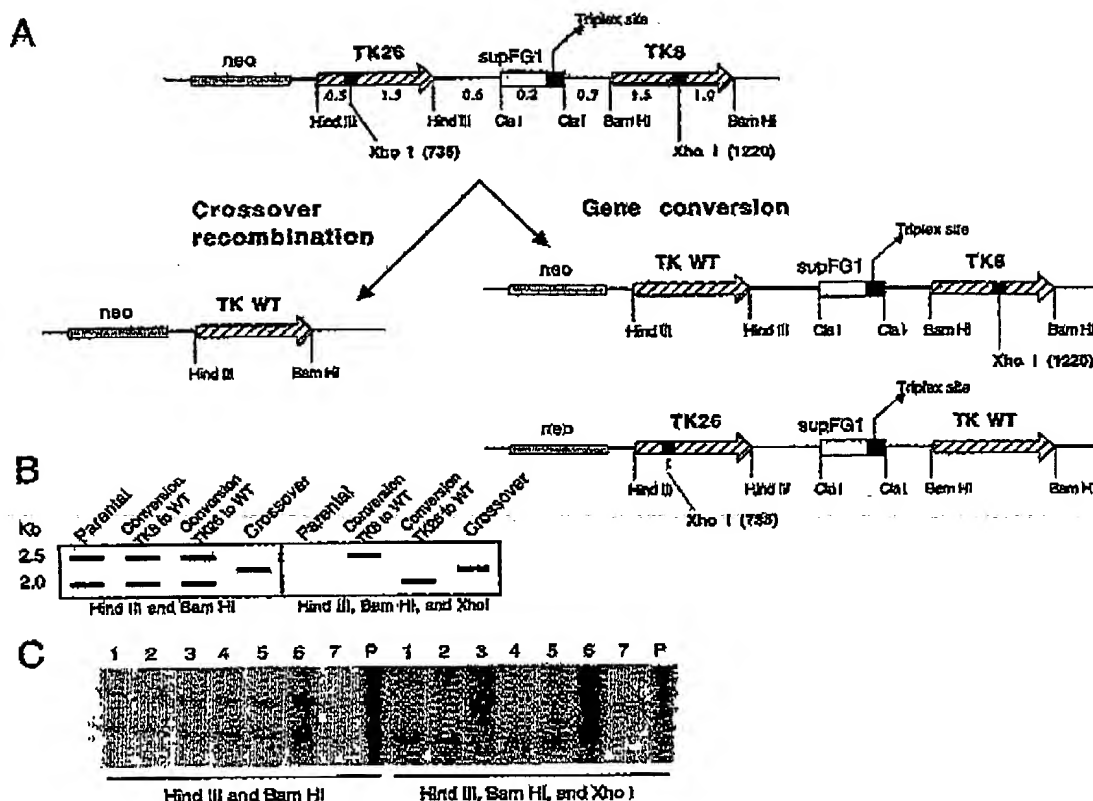 A
neo
TK26
supFG1
Triplex site
TK8
0.5 1.5 0.6 0.2 0.7 1.5 1.0
Hind III Hind III Cla I Cla I Bam HI Bam HI
Xho I (735)
Xho I (1220)
Crossover
recombination
Gene conversion
neo
TK WT
Hind III Bam HI
neo
TK WT
supFG1
Triplex site
TK8
Hind III Hind III Cla I Cla I Bam HI Bam HI
Xho I (1220)
neo
TK26
supFG1
Triplex site
TK WT
Hind III Hind III Cla I Cla I Bam HI Bam HI
Xho I (735)
B
Kb
Parental
Conversion
TK8 to WT
Conversion
TK26 to WT
Crossover
Parental
Conversion
TK8 to WT
Conversion
TK26 to WT
Crossover
2.5
2.0
Hind III and Bam HI
Hind III, Bam HI, and XhoI
C
1 2 3 4 5 6 7 P 1 2 3 4 5 6 7 P
Hind III and Bam HI
Hind III, Bam HI, and Xho I